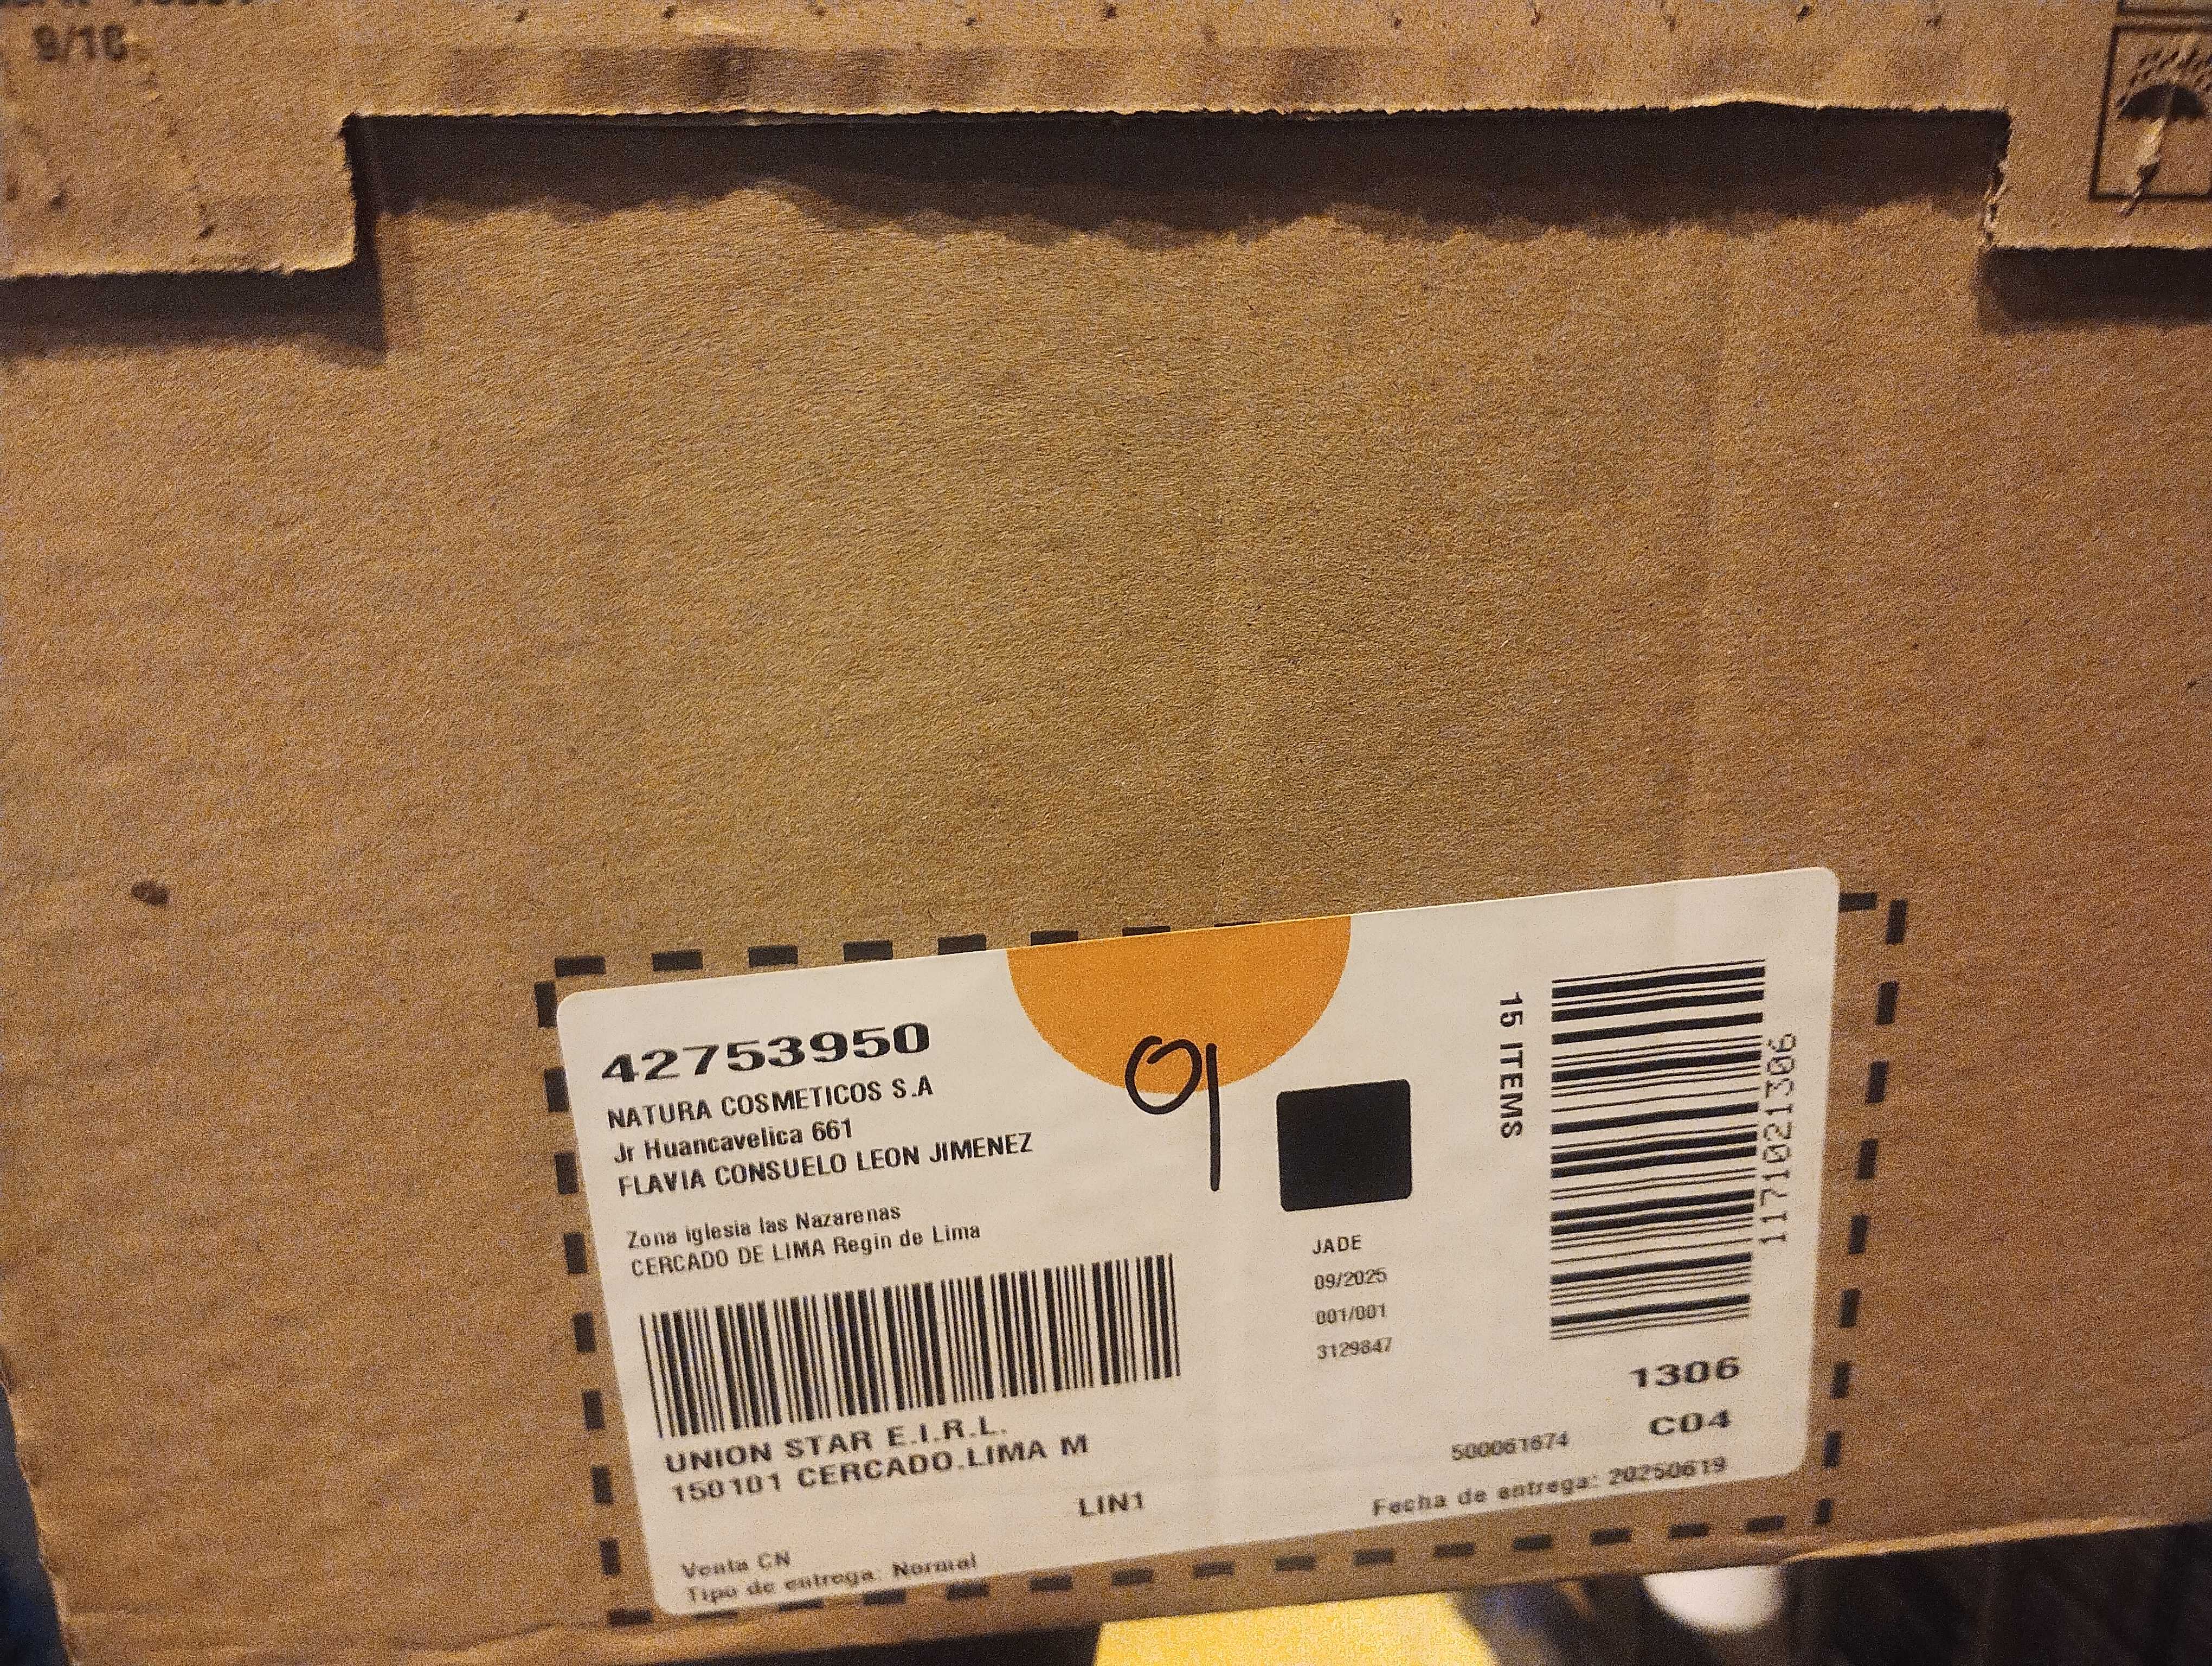 9/18
42753950
NATURA COSMETICOS S.A
Jr Huancavelica 661
FLAVIA CONSUELO LEON JIMENEZ
Zona iglesia las Nazarenas
CERCADO DE LIMA Regin de Lima
UNION STAR E.I.R.L.
150101 CERCADO.LIMA M
LIN1
Venta CN
Tipo de entrega: Normal
01
JADE
09/2025
001/001
3129847
15 ITEMS
1171021306
1306
C04
500061674
Fecha de entrega: 20250619